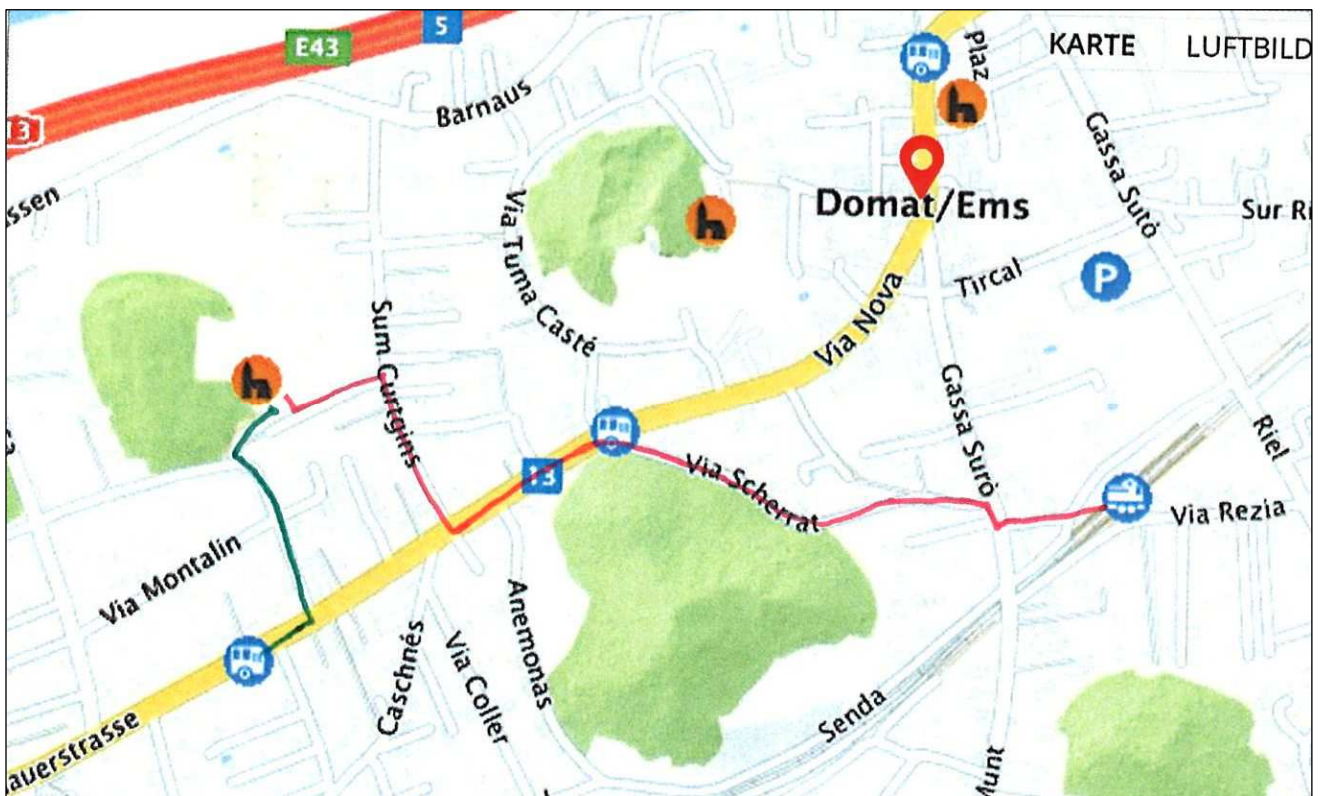 5
E43
Plaz
KARTE
LUFTBILD
Barnaus
13
Gassa Sutò
Via Tuma Casté
Domat/Ems
Sur Ri
ssen
P
Tircal
Via Nova
Sum Curtgins
Gassa Surò
Riel
13
Via Scherrat
Via Rezia
Via Montalin
Anemonas
Caschnés
Via Coller
Senda
auerstrasse
Munt